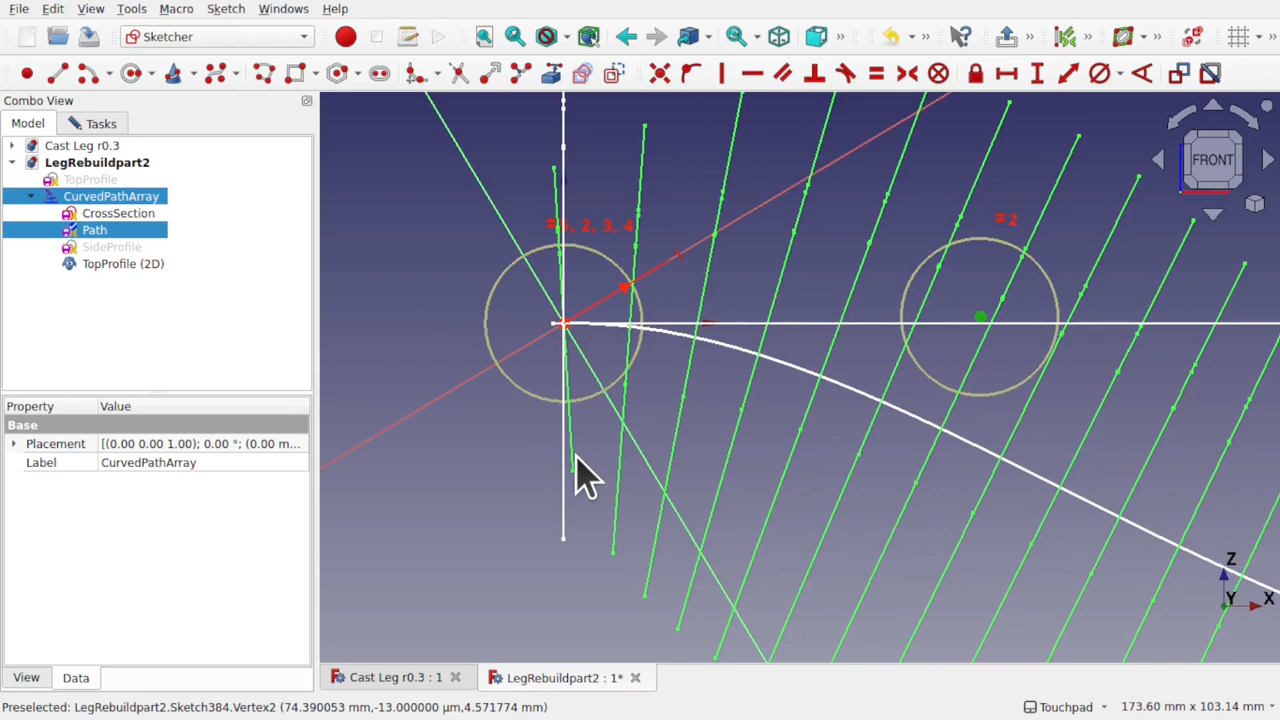 File Edit View Tools Macro Sketch Windows Help
Sketcher
Combo View
Model Tasks
Cast Leg r0.3
LegRebuildpart2
TopProfile
CurvedPathArray
CrossSection
Path
SideProfile
TopProfile (2D)
Property Value
Base
Placement [(0.00 0.00 1.00); 0.00 °; (0.00 m...
Label CurvedPathArray
View Data
2, 3, 4
=2
FRONT
Z
Y X
Cast Leg r0.3 : 1
LegRebuildpart2 : 1*
Preselected: LegRebuildpart2.Sketch384.Vertex2 (74.390053 mm,-13.000000 µm,4.571774 mm)
Touchpad
173.60 mm x 103.14 mm